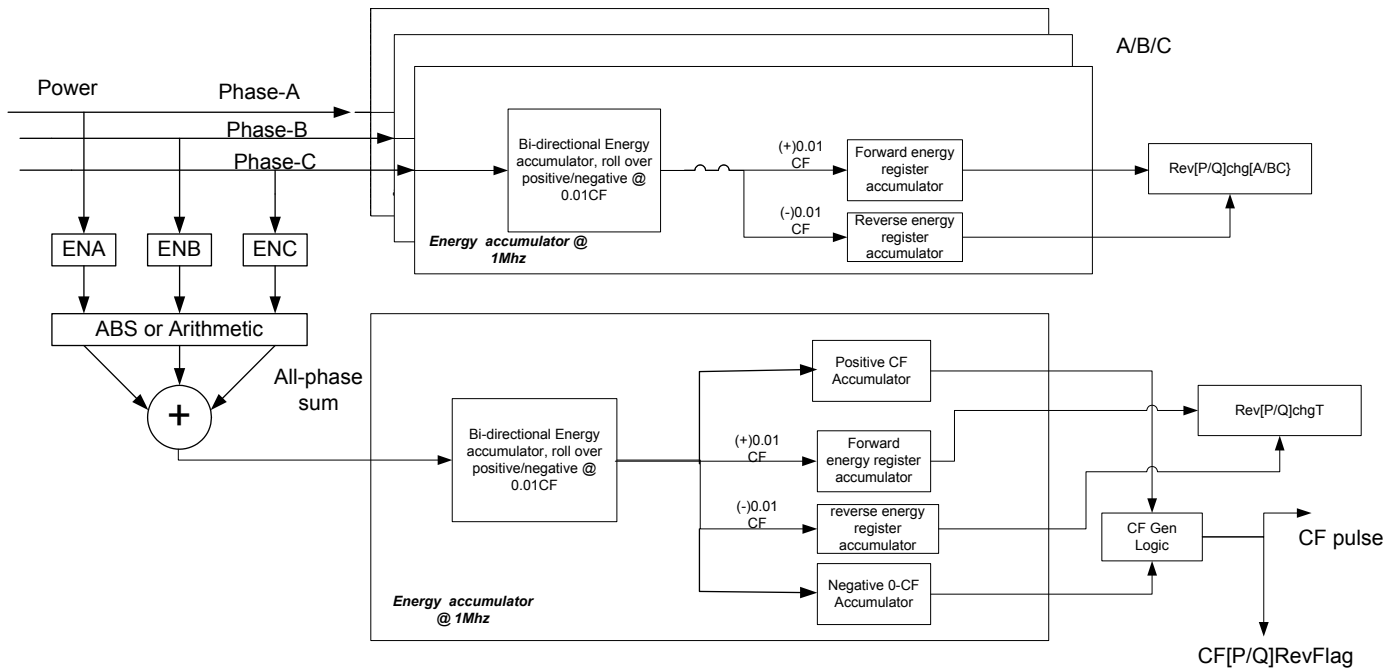 A/B/C
Power
Phase-A
Phase-B
Phase-C
Bi-directional Energy
accumulator, roll over
positive/negative @
0.01CF
(+)0.01
CF
Forward energy
register
accumulator
Rev[P/Q]chg[A/BC}
(-)0.01
CF
Reverse energy
register
accumulator
Energy accumulator @
1Mhz
ENA
ENB
ENC
ABS or Arithmetic
All-phase
sum
+
Bi-directional Energy
accumulator, roll over
positive/negative @
0.01CF
Positive CF
Accumulator
(+)0.01
CF
Forward
energy register
accumulator
Rev[P/Q]chgT
(-)0.01
CF
reverse energy
register
accumulator
CF Gen
Logic
CF pulse
Negative 0-CF
Accumulator
Energy accumulator
@ 1Mhz
CF[P/Q]RevFlag